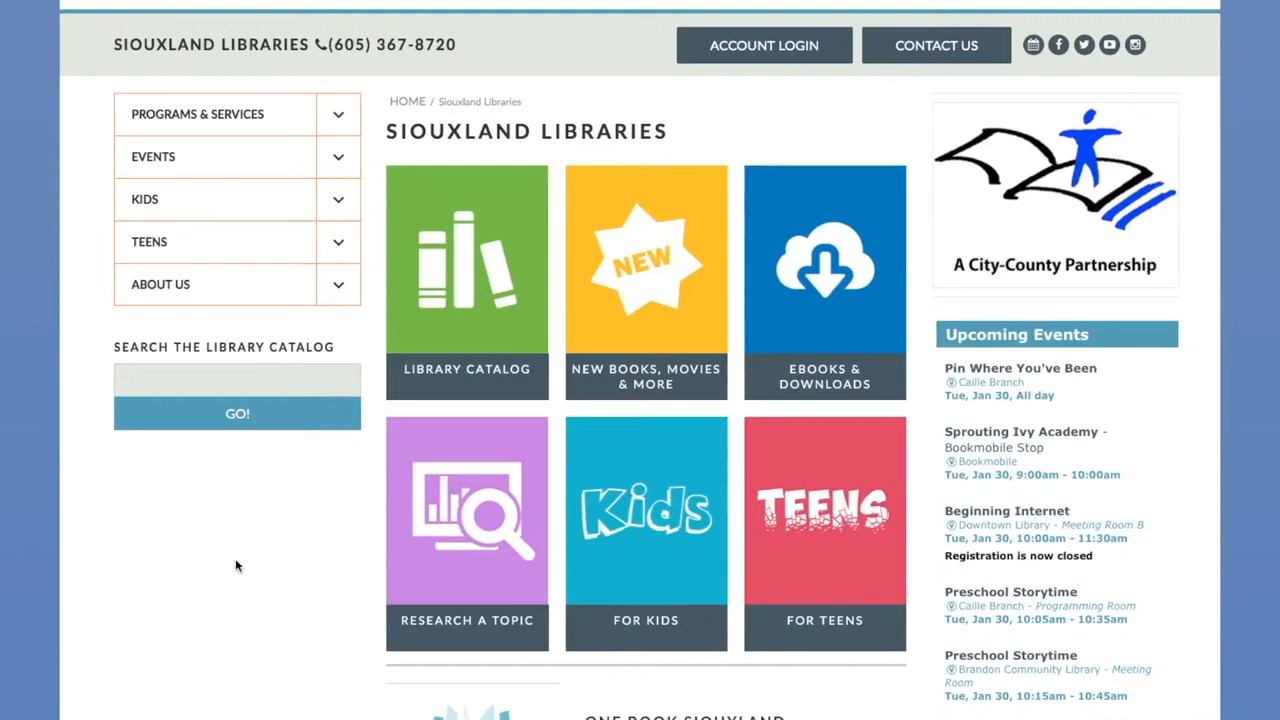 SIOUXLAND LIBRARIES (605) 367-8720
ACCOUNT LOGIN
CONTACT US
PROGRAMS & SERVICES
EVENTS
KIDS
TEENS
ABOUT US
SEARCH THE LIBRARY CATALOG
GO!
HOME / Siouxland Libraries
SIOUXLAND LIBRARIES
LIBRARY CATALOG
NEW
NEW BOOKS, MOVIES
& MORE
EBOOKS &
DOWNLOADS
RESEARCH A TOPIC
Kids
FOR KIDS
TEENS
FOR TEENS
ONE BOOK SIOUXLAND
A City-County Partnership
Upcoming Events
Pin Where You've Been
Caille Branch
Tue, Jan 30, All day
Sprouting Ivy Academy -
Bookmobile Stop
Bookmobile
Tue, Jan 30, 9:00am - 10:00am
Beginning Internet
Downtown Library - Meeting Room B
Tue, Jan 30, 10:00am - 11:30am
Registration is now closed
Preschool Storytime
Caille Branch - Programming Room
Tue, Jan 30, 10:05am - 10:35am
Preschool Storytime
Brandon Community Library - Meeting
Room
Tue, Jan 30, 10:15am - 10:45am